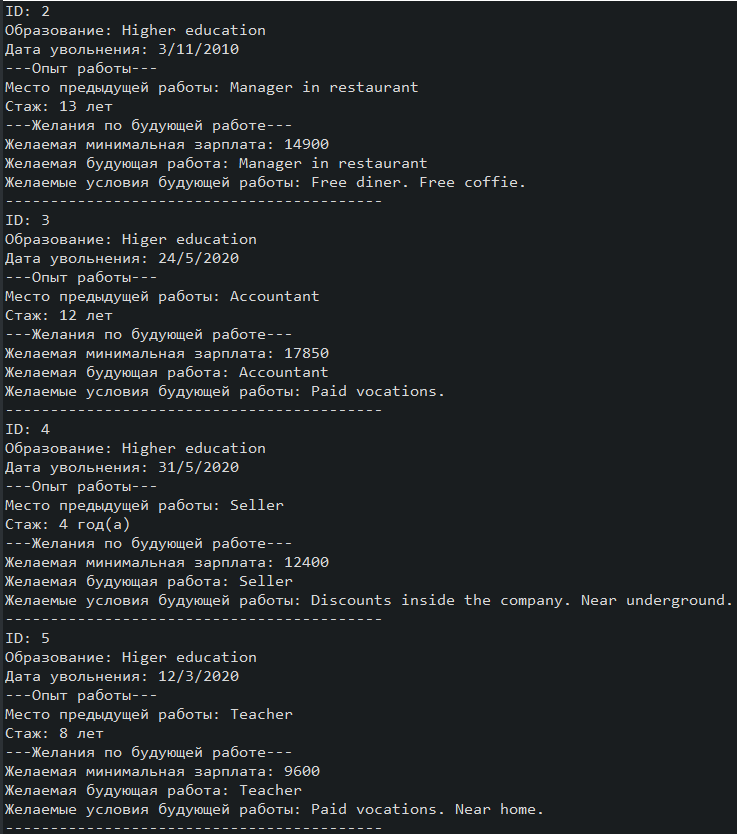 ID: 2
Образование: Higher education
Дата увольнения: 3/11/2010
---Опыт работы---
Место предыдущей работы: Manager in restaurant
Стаж: 13 лет
---Желания по будующей работе---
Желаемая минимальная зарплата: 14900
Желаемая будующая работа: Manager in restaurant
Желаемые условия будующей работы: Free diner. Free coffie.
------------------------------------------
ID: 3
Образование: Higer education
Дата увольнения: 24/5/2020
---Опыт работы---
Место предыдущей работы: Accountant
Стаж: 12 лет
---Желания по будующей работе---
Желаемая минимальная зарплата: 17850
Желаемая будующая работа: Accountant
Желаемые условия будующей работы: Paid vocations.
------------------------------------------
ID: 4
Образование: Higher education
Дата увольнения: 31/5/2020
---Опыт работы---
Место предыдущей работы: Seller
Стаж: 4 год(а)
---Желания по будующей работе---
Желаемая минимальная зарплата: 12400
Желаемая будующая работа: Seller
Желаемые условия будующей работы: Discounts inside the company. Near underground.
------------------------------------------
ID: 5
Образование: Higer education
Дата увольнения: 12/3/2020
---Опыт работы---
Место предыдущей работы: Teacher
Стаж: 8 лет
---Желания по будующей работе---
Желаемая минимальная зарплата: 9600
Желаемая будующая работа: Teacher
Желаемые условия будующей работы: Paid vocations. Near home.
------------------------------------------